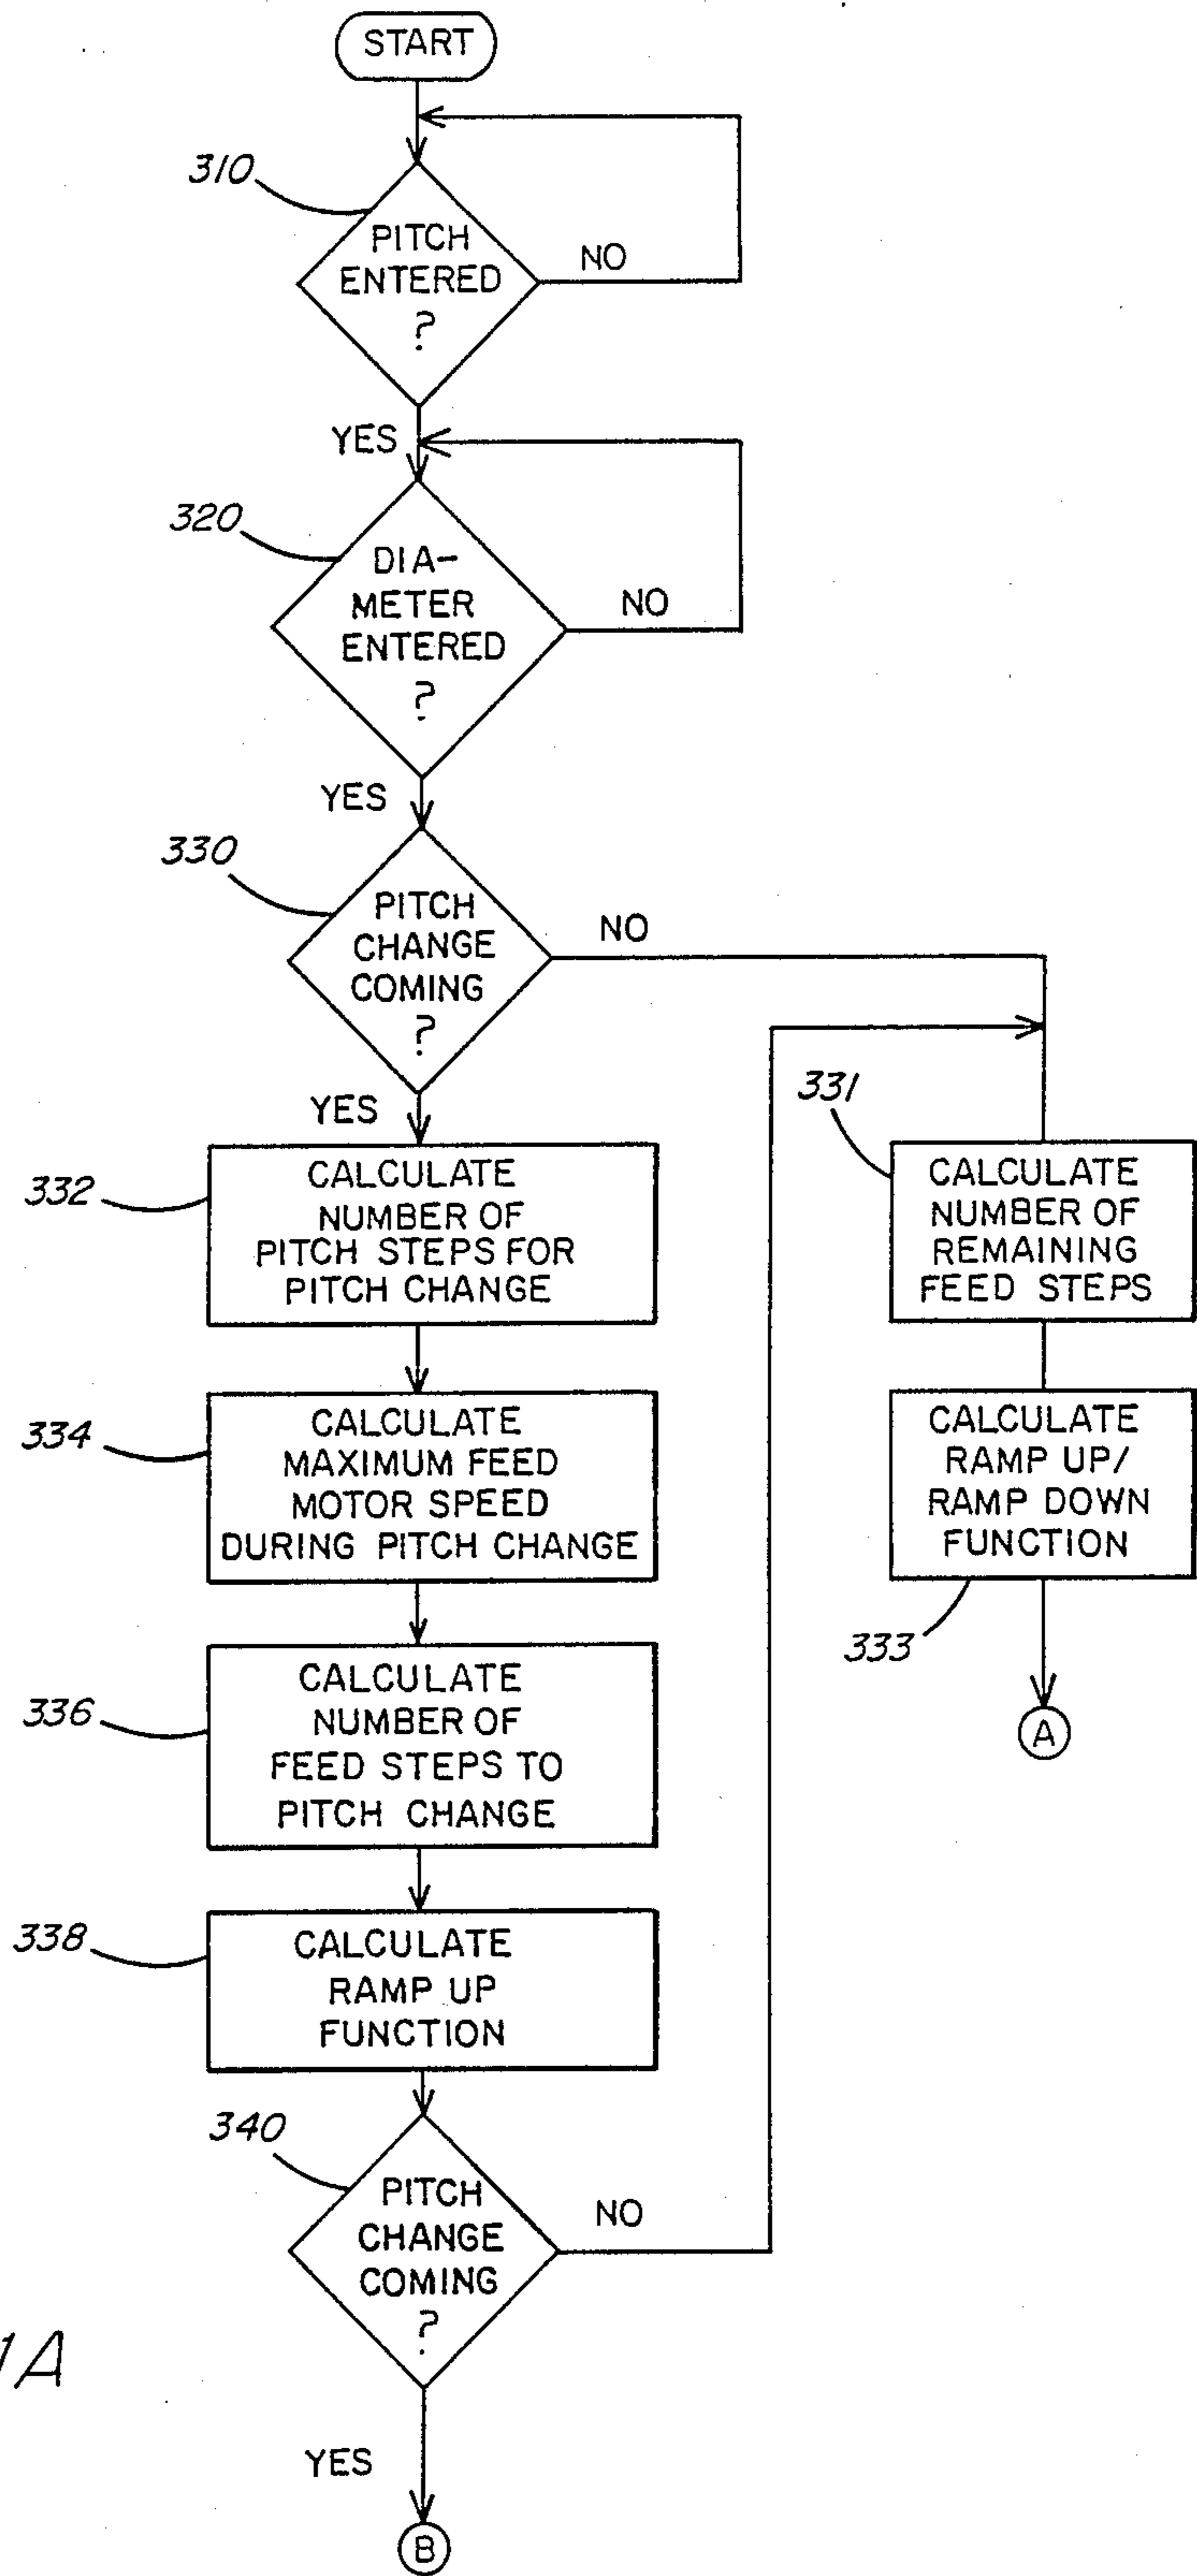 START
310
PITCH
ENTERED
?
NO
YES
320
DIA-
METER
ENTERED
?
NO
YES
330
PITCH
CHANGE
COMING
?
NO
YES
332
CALCULATE
NUMBER OF
PITCH STEPS FOR
PITCH CHANGE
331
CALCULATE
NUMBER OF
REMAINING
FEED STEPS
334
CALCULATE
MAXIMUM FEED
MOTOR SPEED
DURING PITCH CHANGE
CALCULATE
RAMP UP/
RAMP DOWN
FUNCTION
333
A
336
CALCULATE
NUMBER OF
FEED STEPS TO
PITCH CHANGE
338
CALCULATE
RAMP UP
FUNCTION
340
PITCH
CHANGE
COMING
?
NO
1A
YES
B